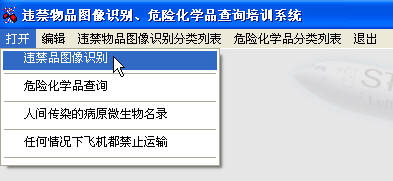 违禁物品图像识别、危险化学品查询培训系统
打开 编辑 违禁物品图像识别分类列表 危险化学品分类列表 退出
违禁品图像识别
危险化学品查询
人间传染的病原微生物名录
任何情况下飞机都禁止运输